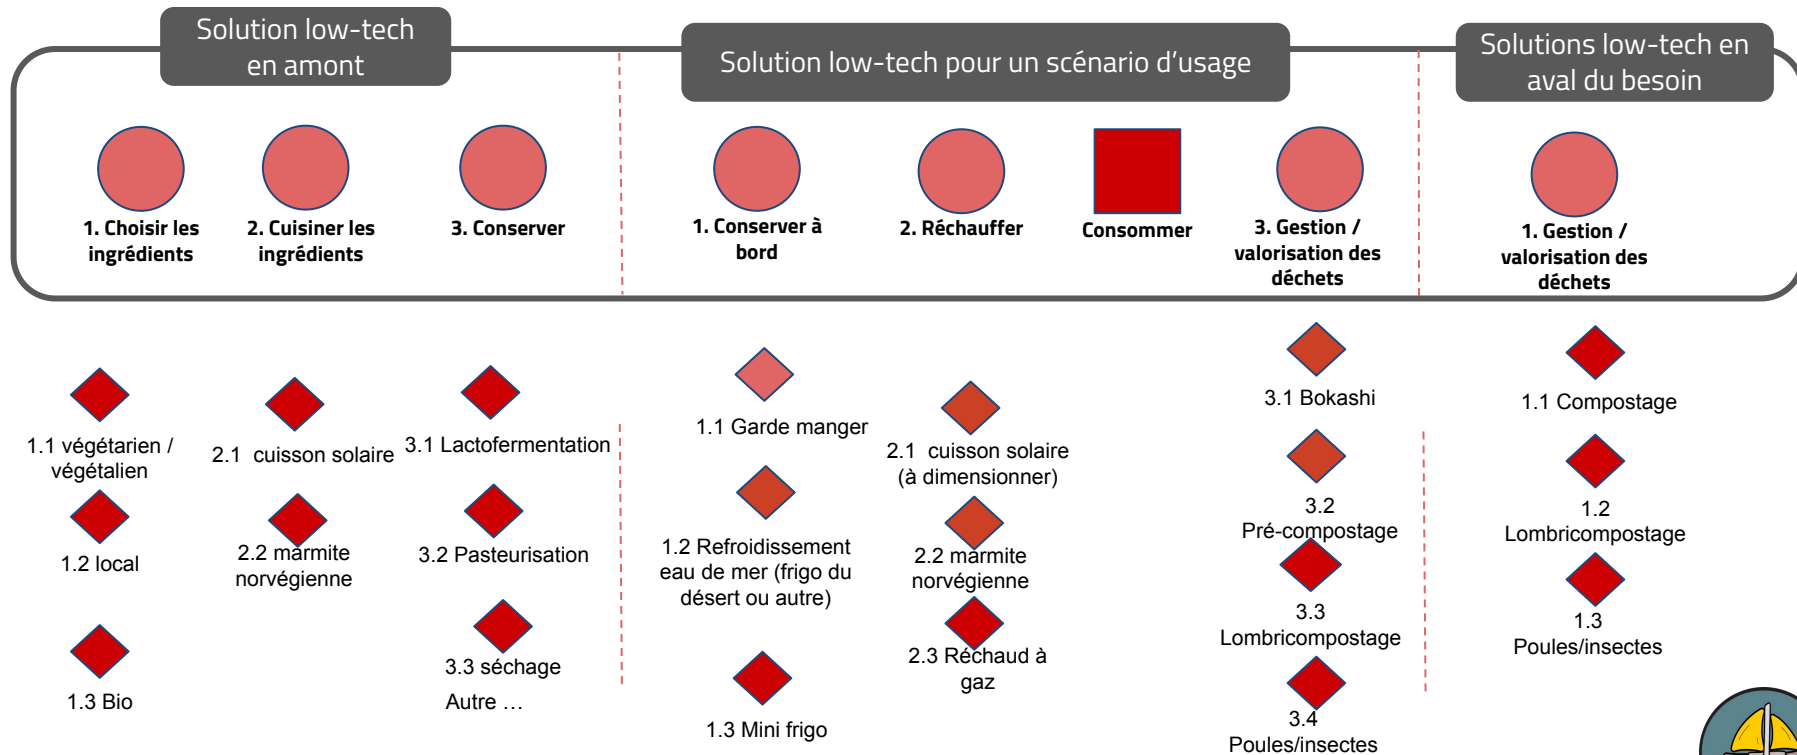 Solution low-tech
en amont
Solution low-tech pour un scénario d’usage
Solutions low-tech en
aval du besoin
1. Choisir les
ingrédients
2. Cuisiner les
ingrédients
3. Conserver
1. Conserver à
bord
2. Réchauffer
Consommer
3. Gestion /
valorisation des
déchets
1. Gestion /
valorisation des
déchets
1.1 végétarien /
végétalien
1.2 local
1.3 Bio
2.1 cuisson solaire
2.2 marmite
norvégienne
3.1 Lactofermentation
3.2 Pasteurisation
3.3 séchage
Autre …
1.1 Garde manger
1.2 Refroidissement
eau de mer (frigo du
désert ou autre)
1.3 Mini frigo
2.1 cuisson solaire
(à dimensionner)
2.2 marmite
norvégienne
2.3 Réchaud à
gaz
3.1 Bokashi
3.2
Pré-compostage
3.3
Lombricompostage
3.4
Poules/insectes
1.1 Compostage
1.2
Lombricompostage
1.3
Poules/insectes